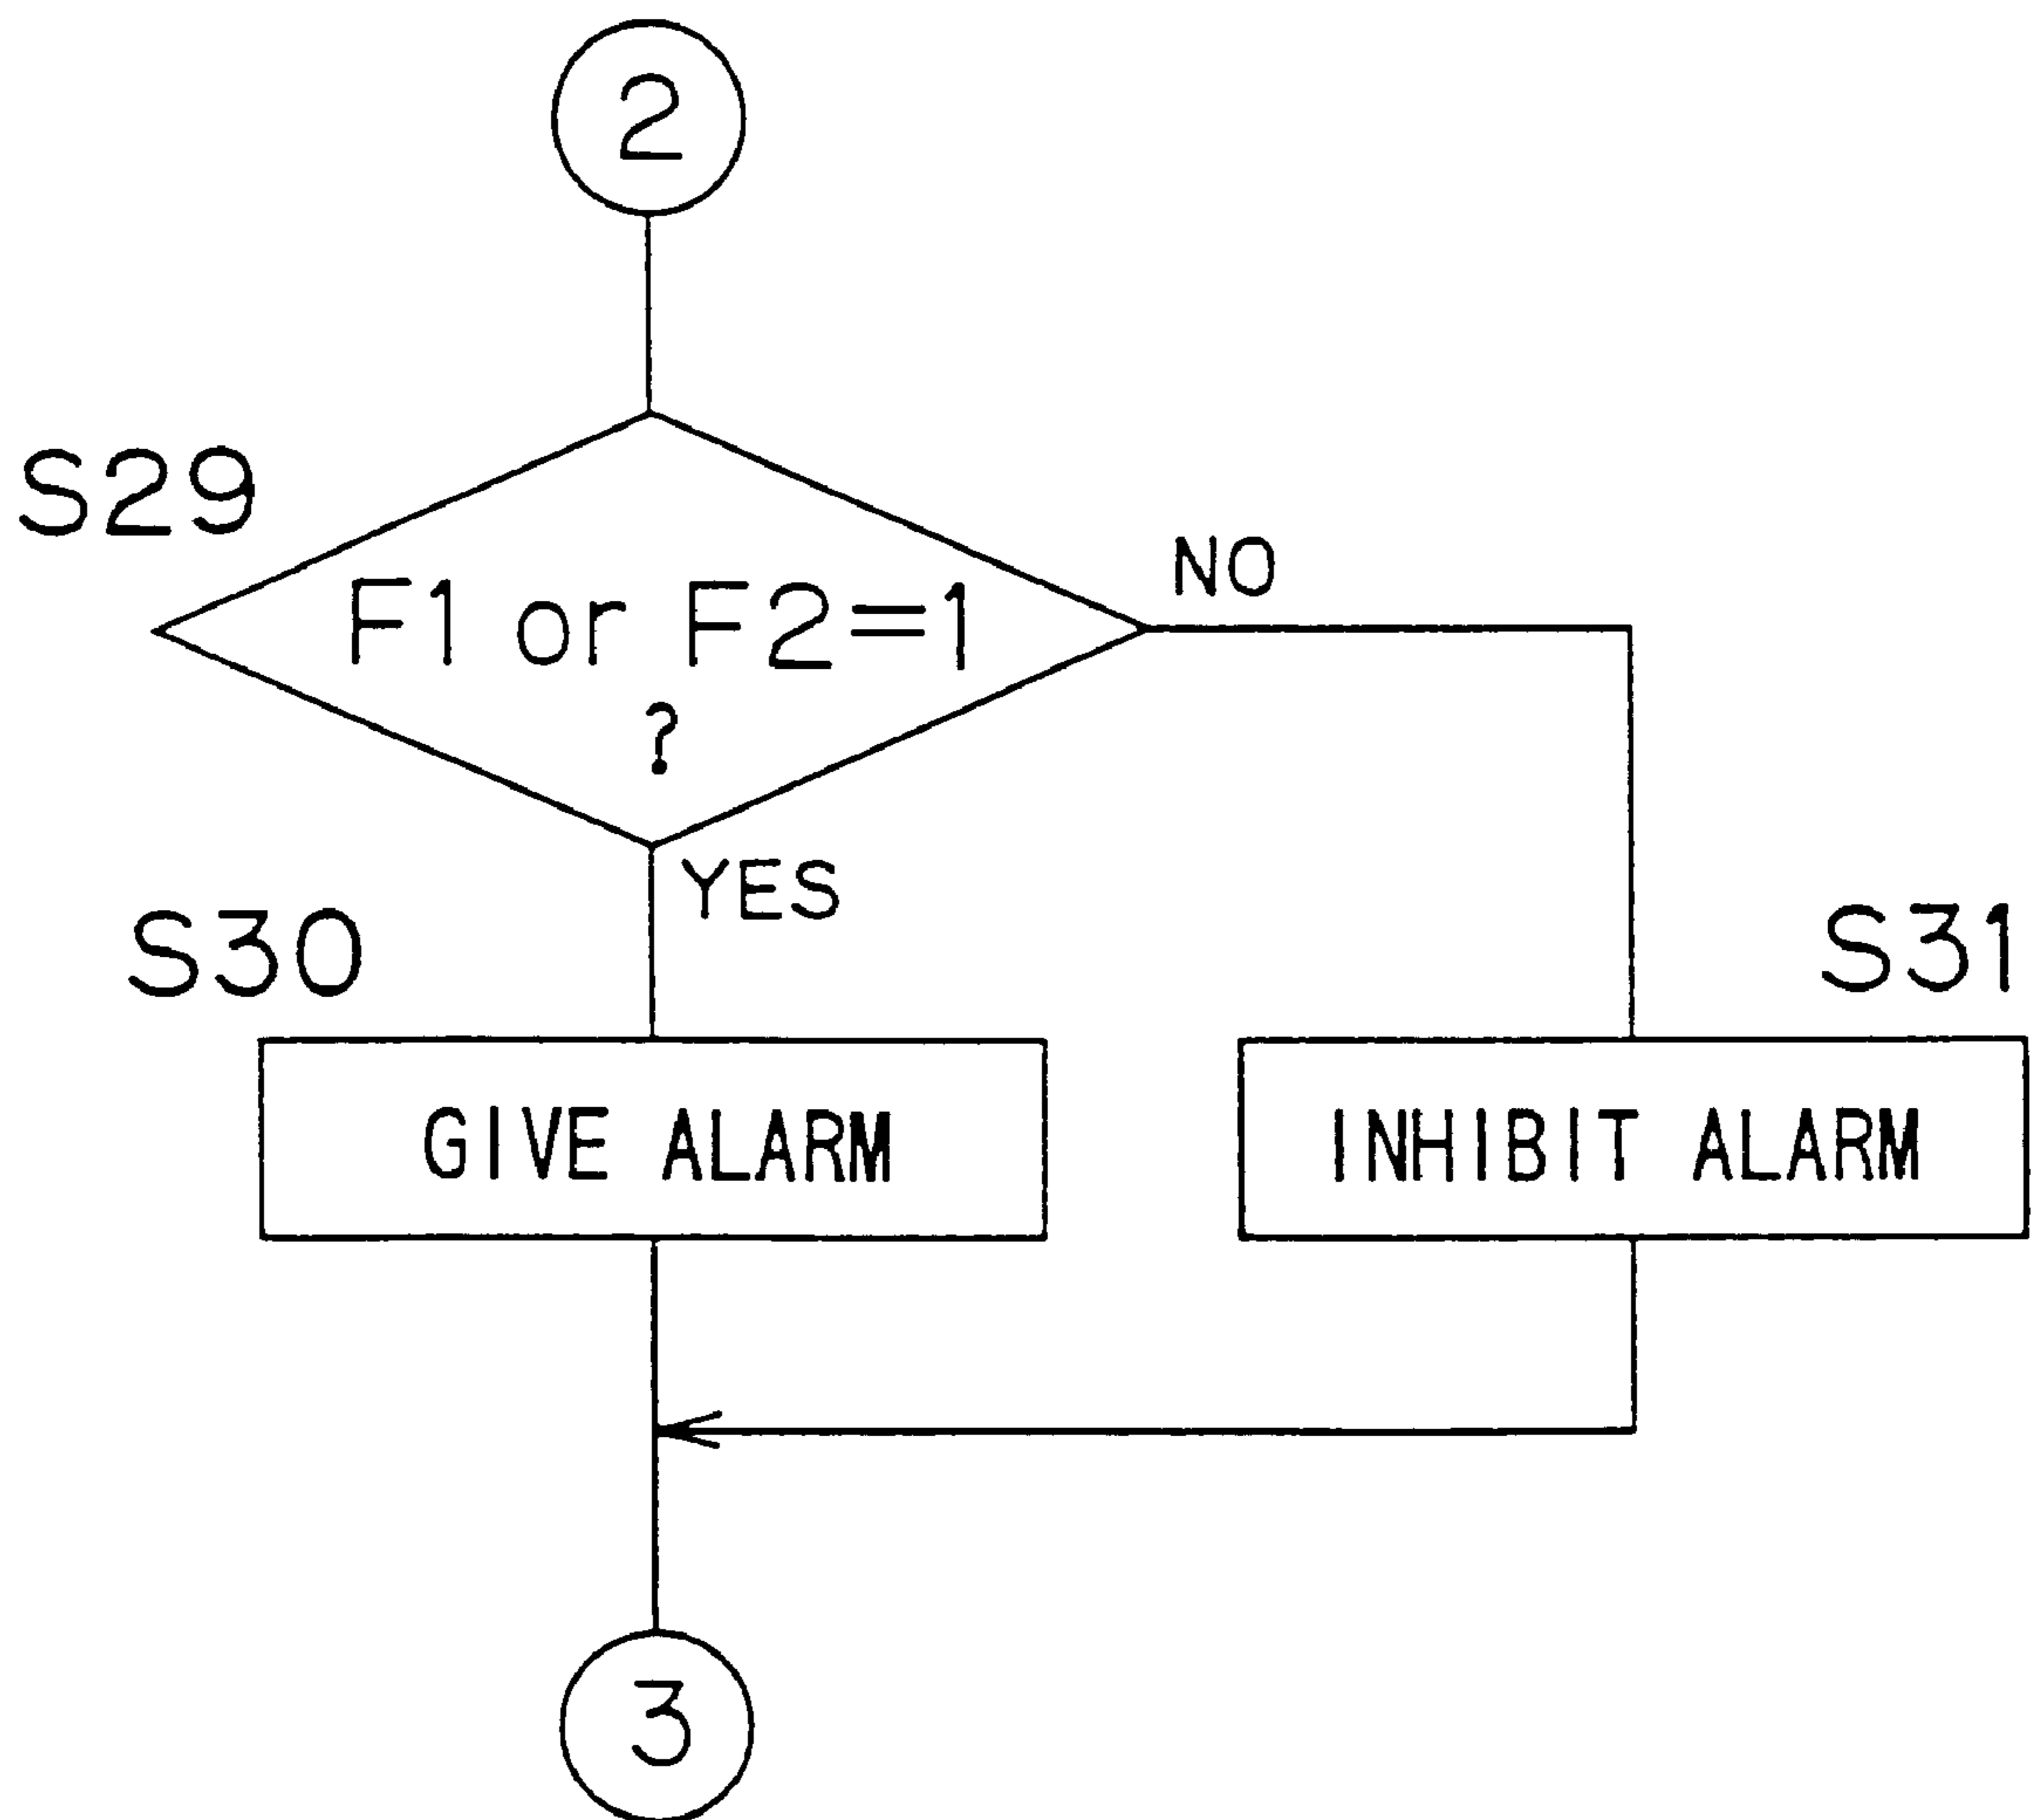 2
S29
F1 or F2=1
?
NO
YES
S30
S31
GIVE ALARM
INHIBIT ALARM
3